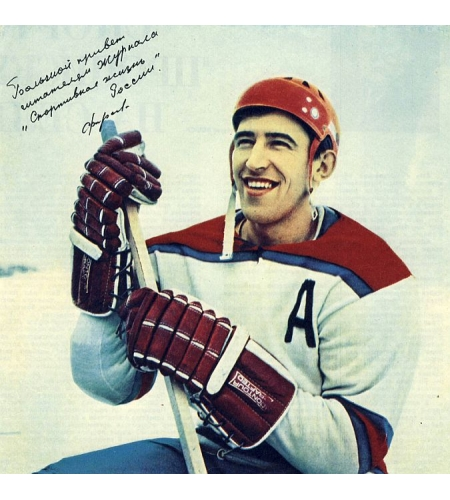 Большой привет
читателям журнала
"Спортивная жизнь
России".
A